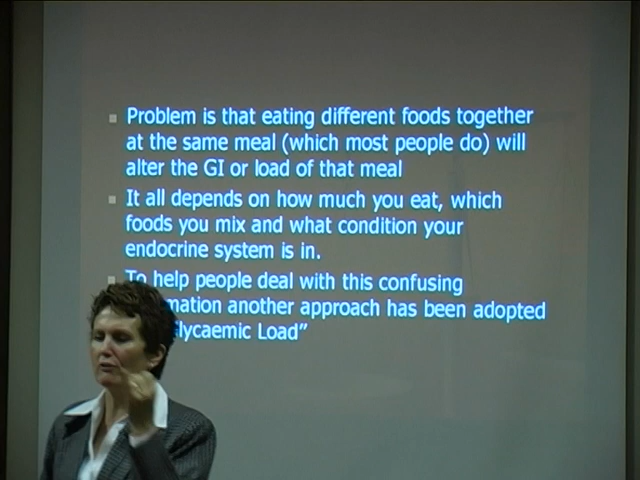 Problem is that eating different foods together
at the same meal (which most people do) will
alter the GI or load of that meal
It all depends on how much you eat, which
foods you mix and what condition your
endocrine system is in.
To help people deal with this confusing
mation another approach has been adopted
lycaemic Load”